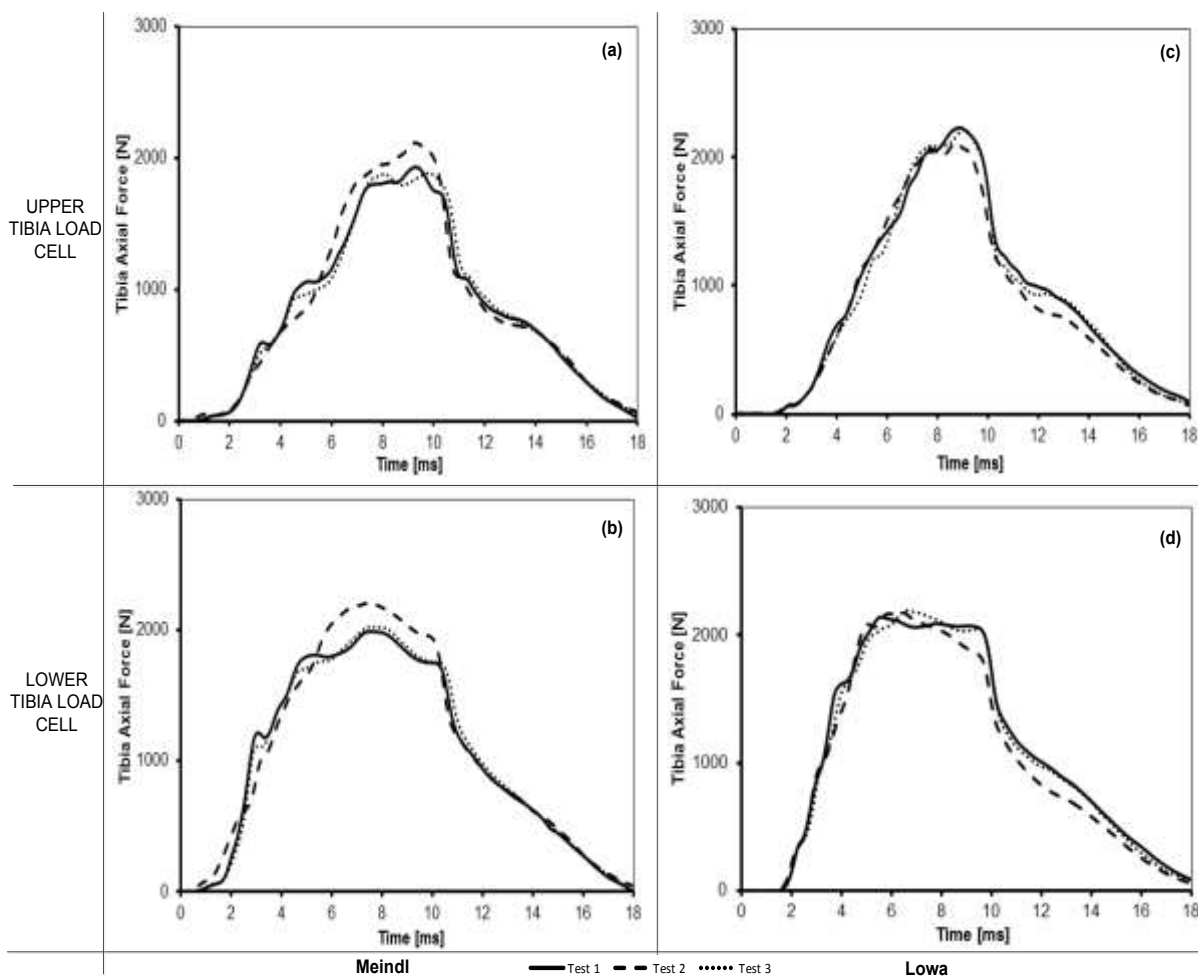 UPPER
TIBIA LOAD
CELL
Tibia Axial Force [N]
3000
2000
1000
0
(a)
0 2 4 6 8 10 12 14 16 18
Time [ms]
Tibia Axial Force [N]
3000
2000
1000
0
(c)
0 2 4 6 8 10 12 14 16 18
Time [ms]
LOWER
TIBIA LOAD
CELL
Tibia Axial Force [N]
3000
2000
1000
0
(b)
0 2 4 6 8 10 12 14 16 18
Time [ms]
Tibia Axial Force [N]
3000
2000
1000
0
(d)
0 2 4 6 8 10 12 14 16 18
Time [ms]
Meindl
Test 1 Test 2 Test 3
Lowa